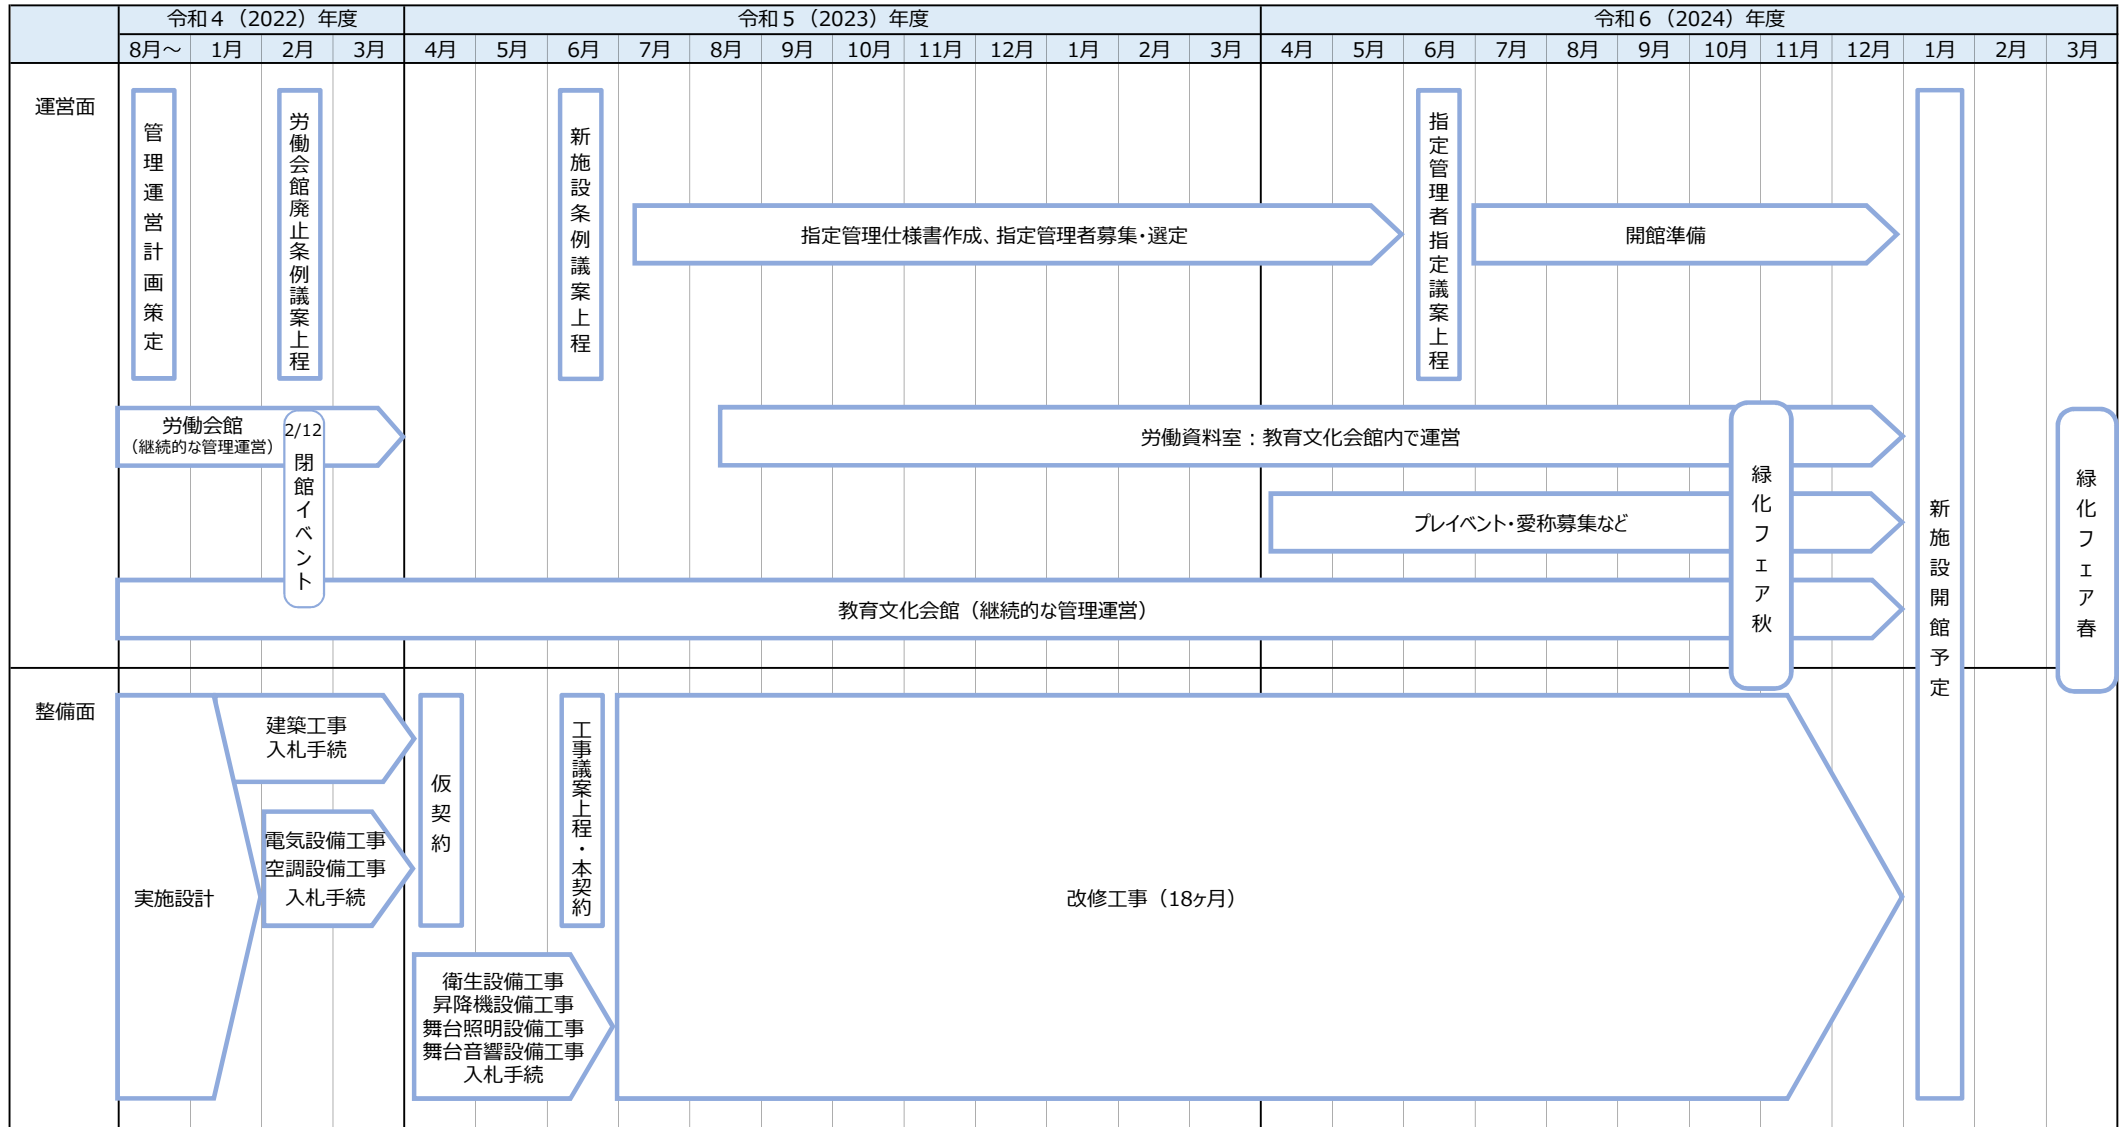 令和４（2022）年度
令和５（2023）年度
令和６（2024）年度
8月～ 1月 2月 3月 4月 5月 6月 7月 8月 9月 10月 11月 12月 1月 2月 3月 4月 5月 6月 7月 8月 9月 10月 11月 12月 1月 2月 3月
運営面
管理運営計画策定
労働会館廃止条例議案上程
新施設条例議案上程
指定管理仕様書作成、指定管理者募集・選定
指定管理者指定議案上程
開館準備
労働会館
（継続的な管理運営）
2/12
閉館イベント
労働資料室：教育文化会館内で運営
プレイベント・愛称募集など
教育文化会館（継続的な管理運営）
緑化フェア秋
新施設開館予定
緑化フェア春
整備面
実施設計
建築工事
入札手続
電気設備工事
空調設備工事
入札手続
仮契約
工事議案上程・本契約
衛生設備工事
昇降機設備工事
舞台照明設備工事
舞台音響設備工事
入札手続
改修工事（18ヶ月）